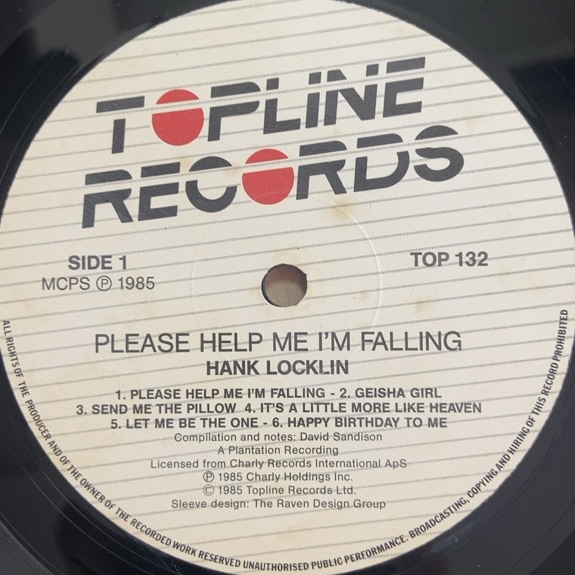 TOPLINE
RECORDS
SIDE 1
TOP 132
MCPS ℗ 1985
PLEASE HELP ME I'M FALLING
HANK LOCKLIN
1. PLEASE HELP ME I'M FALLING - 2. GEISHA GIRL
3. SEND ME THE PILLOW 4. IT'S A LITTLE MORE LIKE HEAVEN
5. LET ME BE THE ONE - 6. HAPPY BIRTHDAY TO ME
Compilation and notes: David Sandison
A Plantation Recording
Licensed from Charly Records International ApS
℗ 1985 Charly Holdings Inc.
© 1985 Topline Records Ltd.
Sleeve design: The Raven Design Group
ALL RIGHTS OF THE PRODUCER AND OF THE OWNER OF THE RECORDED WORK RESERVED UNAUTHORISED PUBLIC PERFORMANCE. BROADCASTING, COPYING AND HIRING OF THIS RECORD PROHIBITED